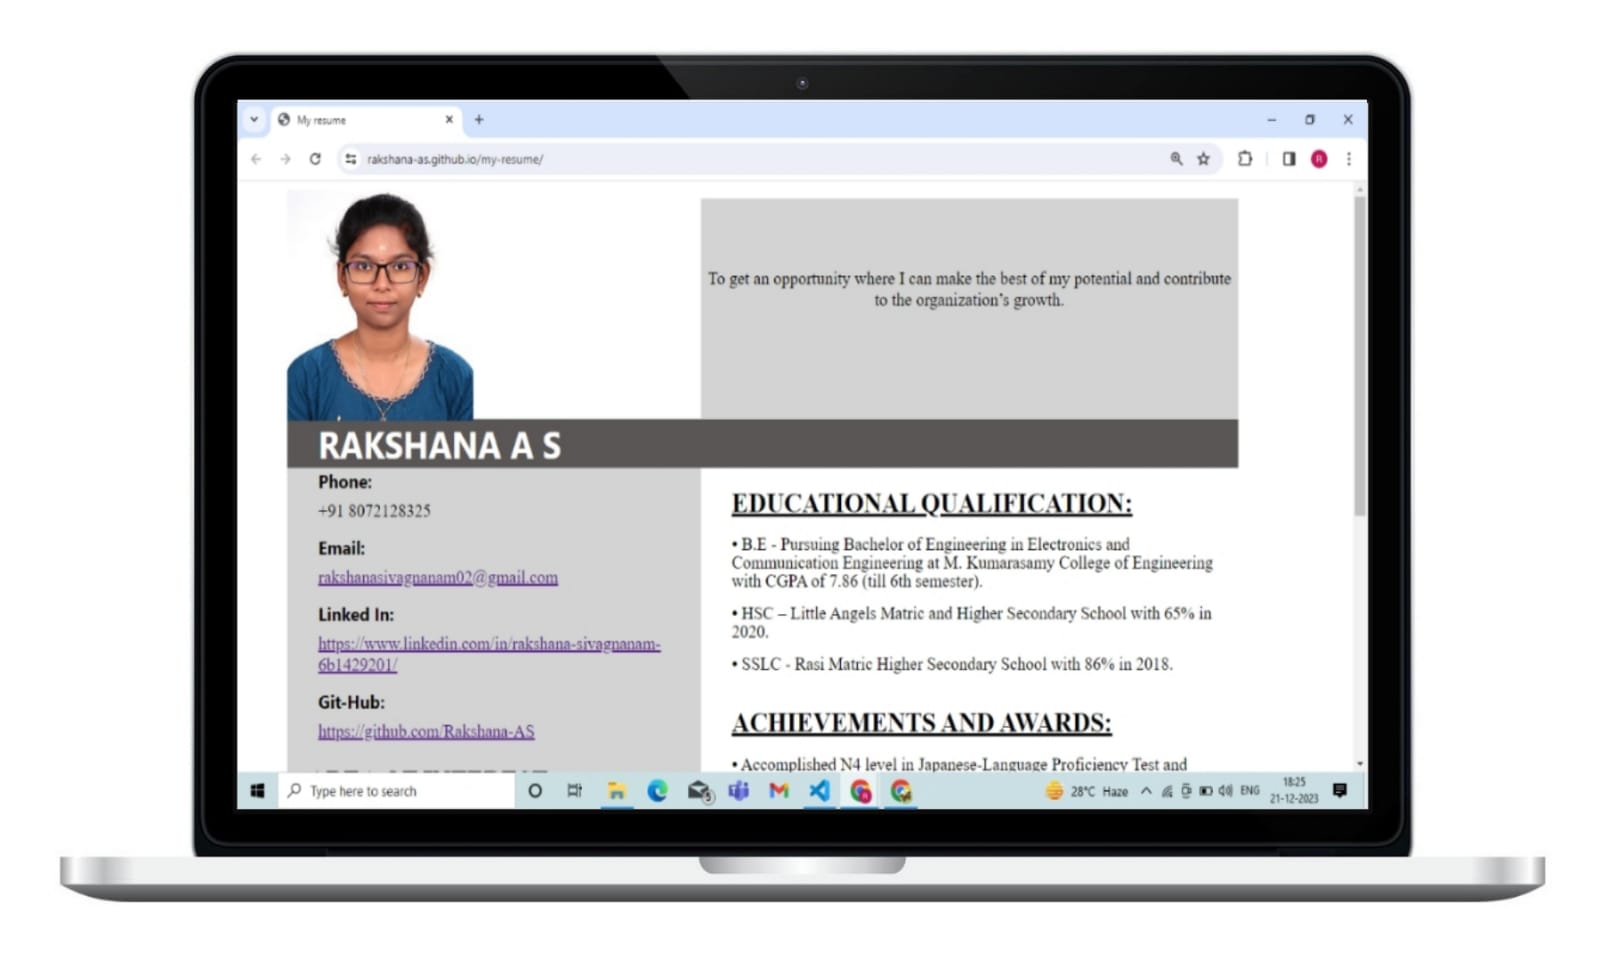 My resume
rakshana-as.github.io/my-resume/
R
To get an opportunity where I can make the best of my potential and contribute
to the organization's growth.
RAKSHANA A S
Phone:
+91 8072128325
Email:
rakshanasivagnanam02@gmail.com
Linked In:
https://www.linkedin.com/in/rakshana-sivagnanam-
6b1429201/
Git-Hub:
https://github.com/Rakshana-AS
EDUCATIONAL QUALIFICATION:
• B.E - Pursuing Bachelor of Engineering in Electronics and
Communication Engineering at M. Kumarasamy College of Engineering
with CGPA of 7.86 (till 6th semester).
• HSC – Little Angels Matric and Higher Secondary School with 65% in
2020.
• SSLC - Rasi Matric Higher Secondary School with 86% in 2018.
ACHIEVEMENTS AND AWARDS:
• Accomplished N4 level in Japanese-Language Proficiency Test and
Type here to search
28°C Haze
ENG
18:25
21-12-2023